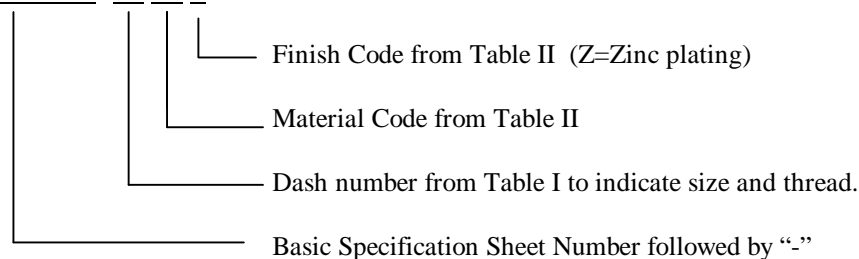 Finish Code from Table II (Z=Zinc plating)
Material Code from Table II
Dash number from Table I to indicate size and thread.
Basic Specification Sheet Number followed by “-”